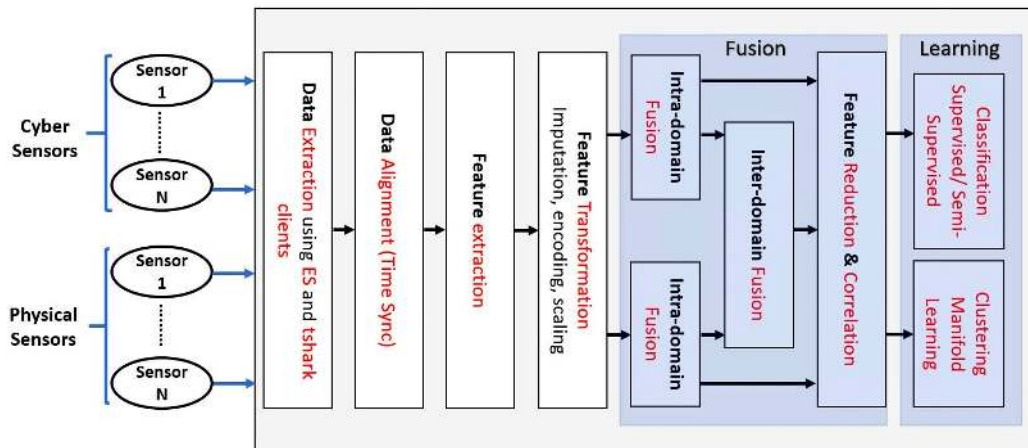 Cyber
Sensors
Sensor
1
Sensor
N
Physical
Sensors
Sensor
1
Sensor
N
Data Extraction using ES and tshark
clients
Data Alignment (Time Sync)
Feature extraction
Feature Transformation
Imputation, encoding, scaling
Fusion
Intra-domain
Fusion
Intra-domain
Fusion
Inter-domain
Fusion
Feature Reduction & Correlation
Learning
Classification
Supervised/ Semi-
Supervised
Clustering
Manifold
Learning